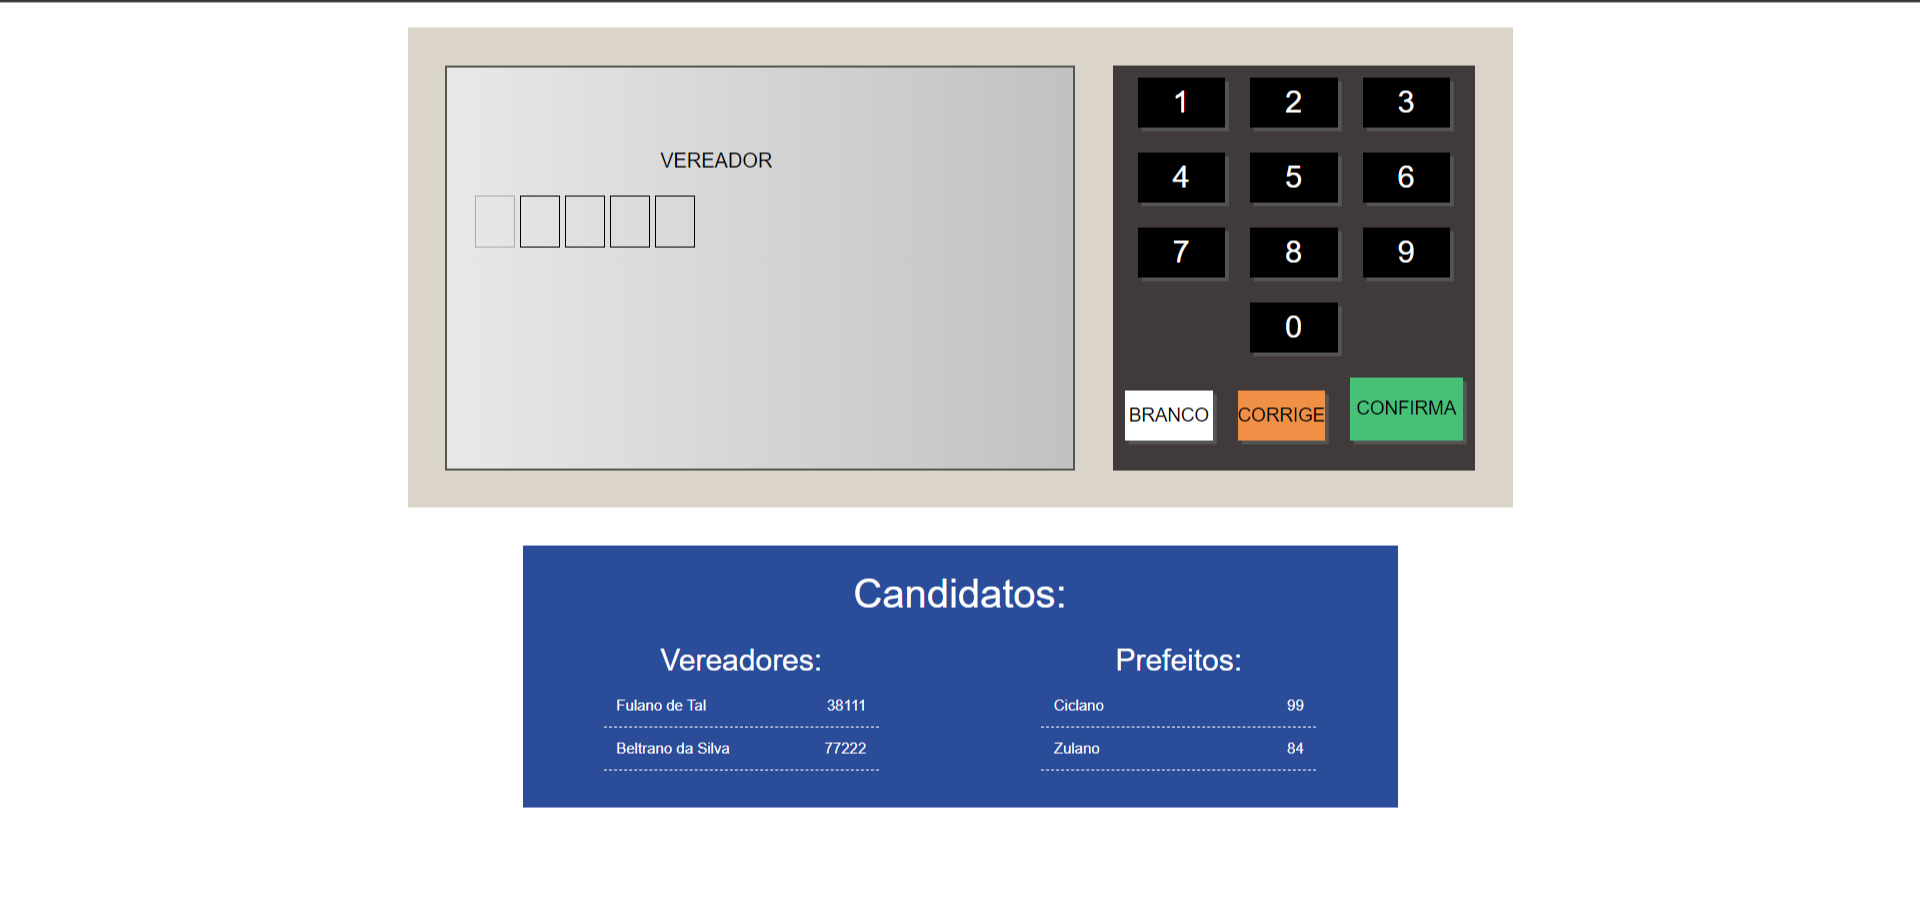 VEREADOR
1 2 3
4 5 6
7 8 9
0
BRANCO CORRIGE CONFIRMA
Candidatos:
Vereadores: Prefeitos:
Fulano de Tal 38111 Ciclano 99
Beltrano da Silva 77222 Zulano 84